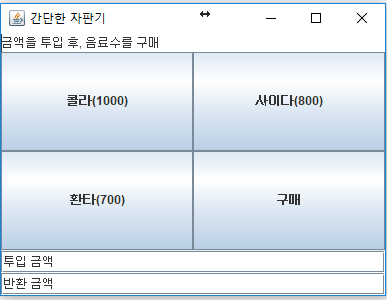 간단한 자판기
금액을 투입 후, 음료수를 구매
콜라(1000) 사이다(800)
환타(700) 구매
투입 금액
반환 금액